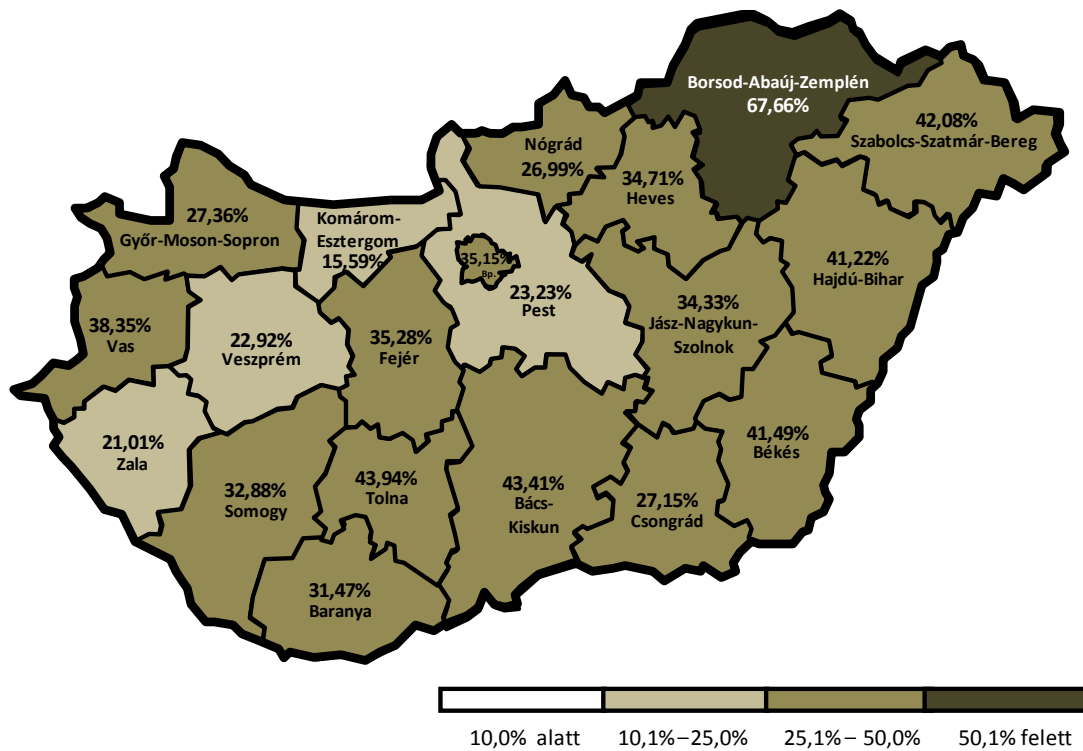 Borsod-Abaúj-Zemplén
67,66%
42,08%
Szabolcs-Szatmár-Bereg
Nógrád
26,99%
34,71%
Heves
27,36%
Győr-Moson-Sopron
Komárom-
Esztergom
15,59%
35,15%
Bp.
41,22%
Hajdú-Bihar
23,23%
Pest
34,33%
Jász-Nagykun-
Szolnok
38,35%
Vas
22,92%
Veszprém
35,28%
Fejér
21,01%
Zala
41,49%
Békés
32,88%
Somogy
43,94%
Tolna
43,41%
Bács-
Kiskun
27,15%
Csongrád
31,47%
Baranya
10,0% alatt
10,1%–25,0%
25,1%– 50,0%
50,1% felett